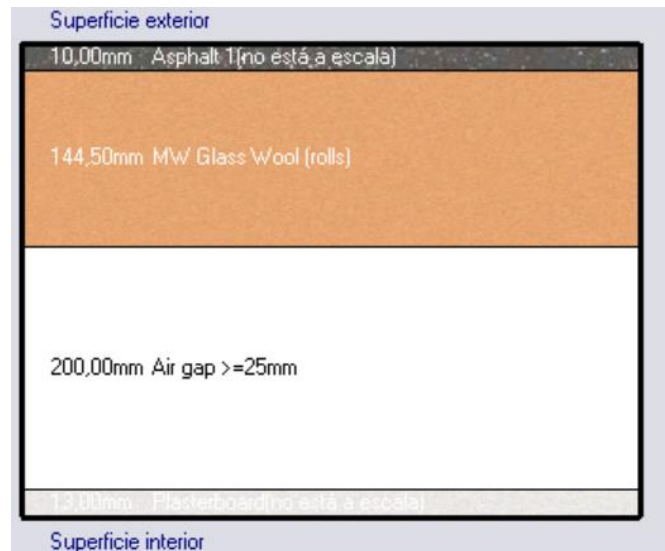 Superficie exterior
10,00mm Asphalt 1(no está a escala)
144,50mm MW Glass Wool (rolls)
200,00mm Air gap >=25mm
13,00mm Plasterboard(no está a escala)
Superficie interior